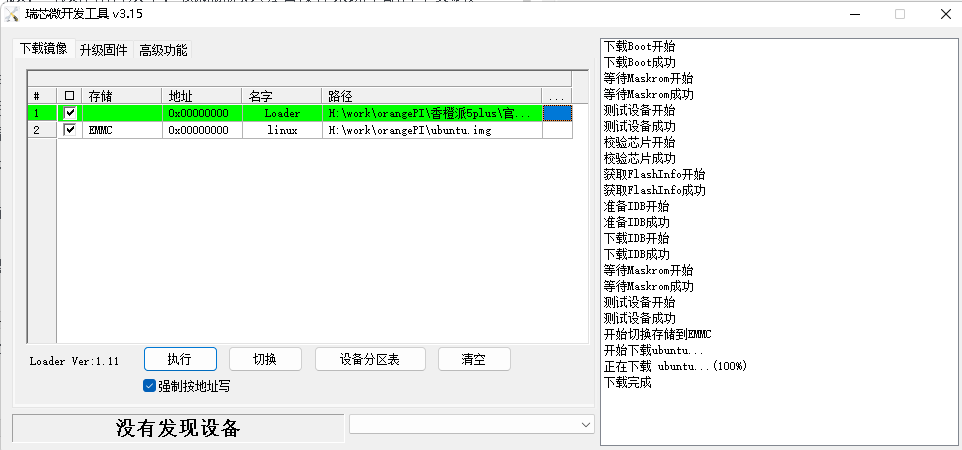 瑞芯微开发工具 v3.15
下载镜像 升级固件 高级功能
# 存储 地址 名字 路径 ...
1 0x00000000 Loader H:\work\orangePI\香橙派5plus\官...
2 EMMC 0x00000000 linux H:\work\orangePI\ubuntu.img
Loader Ver:1.11 执行 切换 设备分区表 清空
强制按地址写
没有发现设备
下载Boot开始
下载Boot成功
等待Maskrom开始
等待Maskrom成功
测试设备开始
测试设备成功
校验芯片开始
校验芯片成功
获取FlashInfo开始
获取FlashInfo成功
准备IDB开始
准备IDB成功
下载IDB开始
下载IDB成功
等待Maskrom开始
等待Maskrom成功
测试设备开始
测试设备成功
开始切换存储到EMMC
开始下载ubuntu...
正在下载 ubuntu...(100%)
下载完成